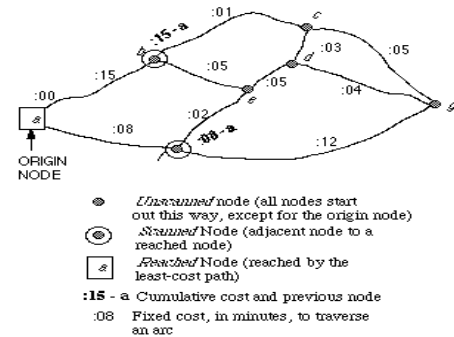 :01
:15-a
c
b
:03
:05
:15
:05
d
:00
:05
:04
e
g
a
:02
:08
:08-a
:12
ORIGIN
NODE
Unscanned node (all nodes start
out this way, except for the origin node)
Scanned Node (adjacent node to a
reached node)
a
Reached Node (reached by the
least-cost path)
:15 - a Cumulative cost and previous node
:08 Fixed cost, in minutes, to traverse
an arc